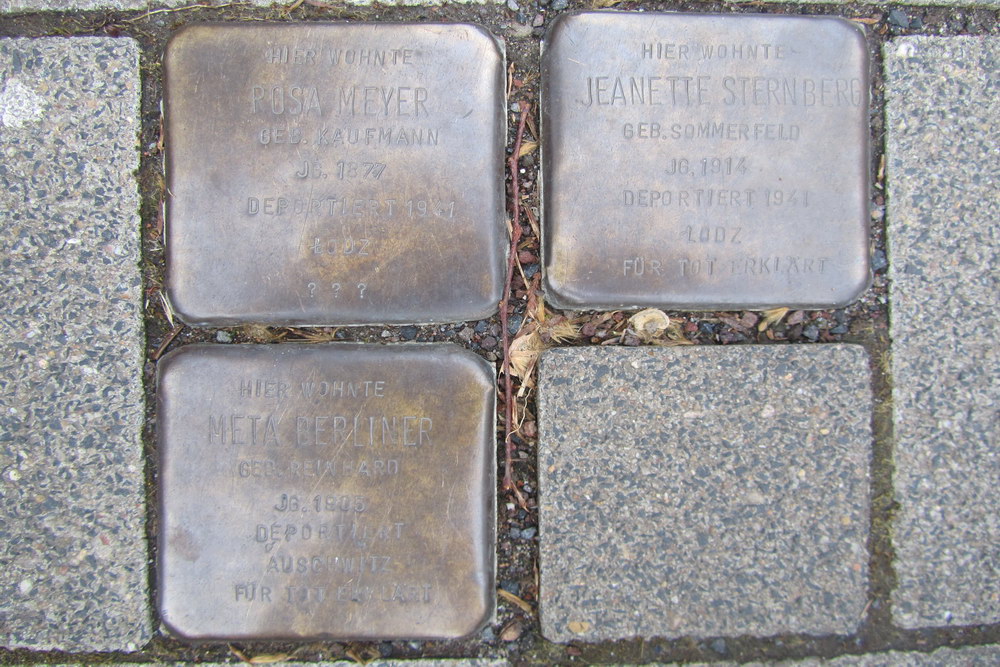 HIER WOHNTE
ROSA MEYER
GEB. KAUFMANN
JG. 1877
DEPORTIERT 1941
LODZ
? ? ?
HIER WOHNTE
JEANETTE STERNBERG
GEB. SOMMERFELD
JG. 1914
DEPORTIERT 1941
LODZ
FÜR TOT ERKLÄRT
HIER WOHNTE
META BERLINER
GEB. REINHARD
JG.
DEPORTIERT
AUSCHWITZ
FÜR TOT ERKLÄRT